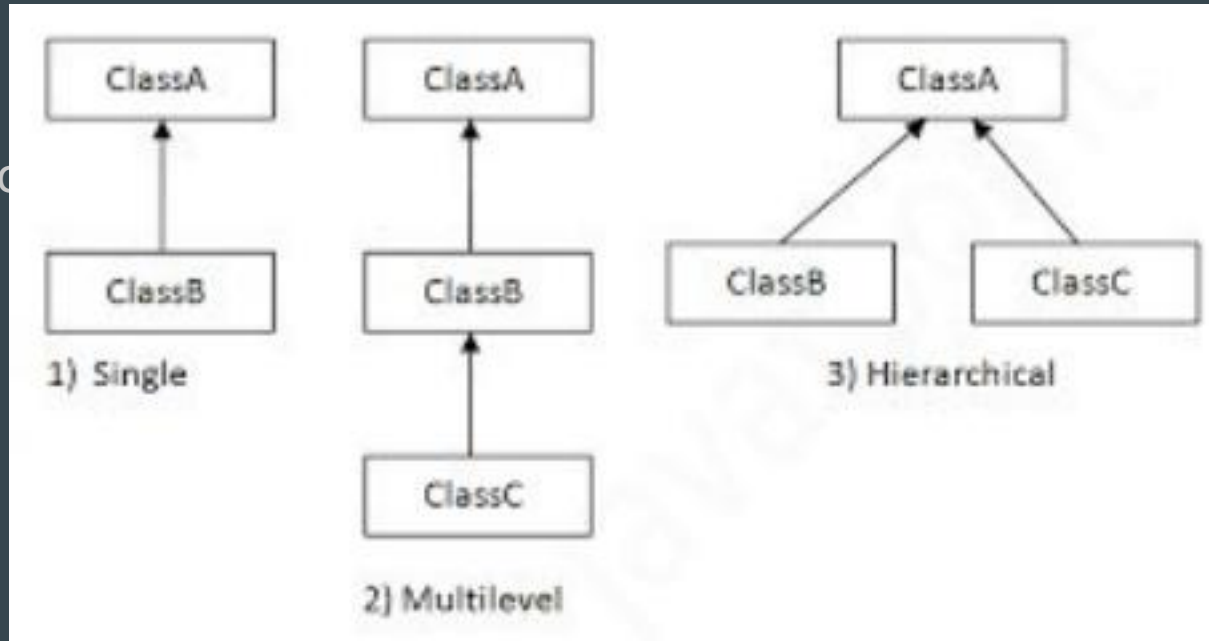 ClassA
ClassB
1) Single
ClassA
ClassB
ClassC
2) Multilevel
ClassA
ClassB
ClassC
3) Hierarchical